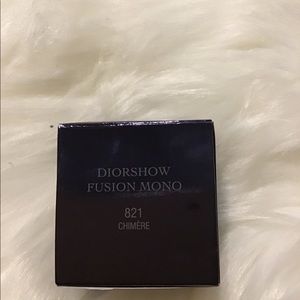 DIORSHOW
FUSION MONO
821
CHIMÈRE